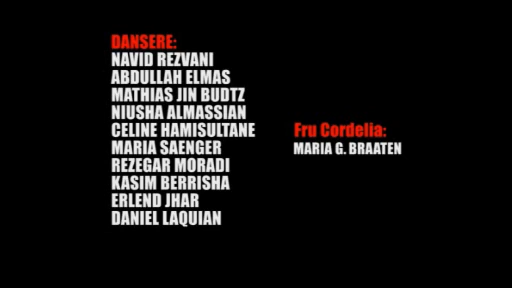 DANSERE:
NAVID REZVANI
ABDULLAH ELMAS
MATHIAS JIN BUDTZ
NIUSHA ALMASSIAN
CELINE HAMISULTANE
MARIA SAENGER
REZEGAR MORADI
KASIM BERRISHA
ERLEND JHAR
DANIEL LAQUIAN
Fru Cordelia:
MARIA G. BRAATEN